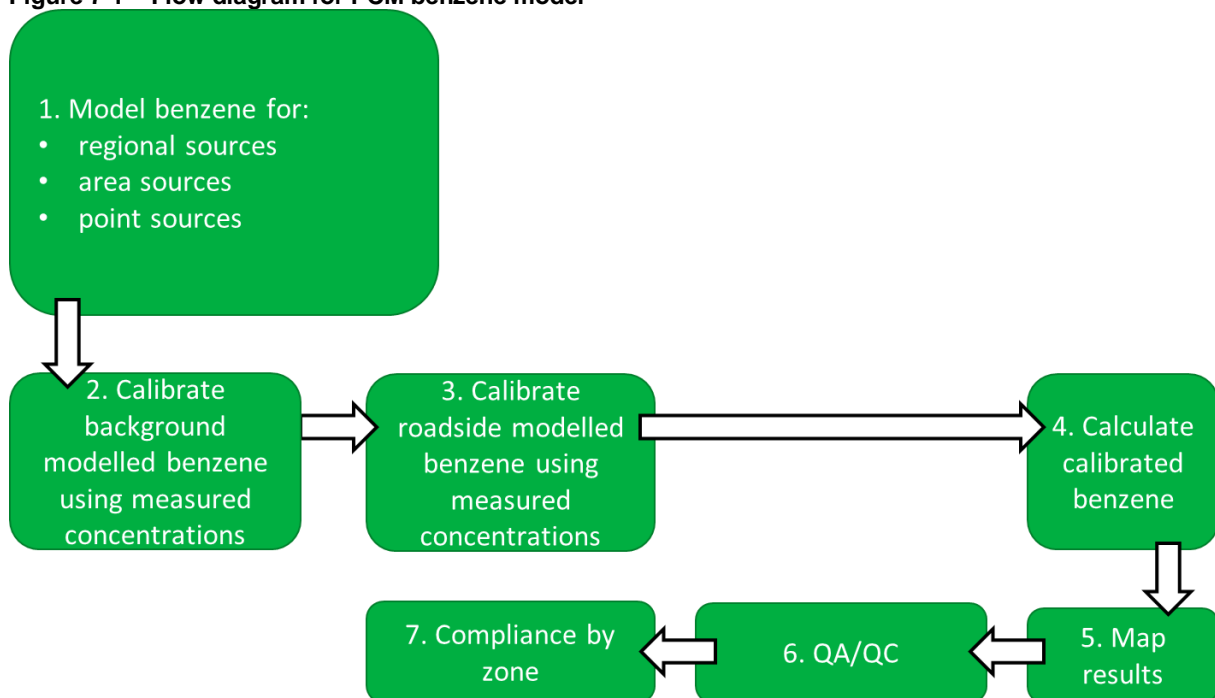 Figure 7-1 – Flow diagram for PCM benzene model
1. Model benzene for:
• regional sources
• area sources
• point sources
2. Calibrate
background
modelled benzene
using measured
concentrations
3. Calibrate
roadside modelled
benzene using
measured
concentrations
4. Calculate
calibrated
benzene
5. Map
results
6. QA/QC
7. Compliance by
zone